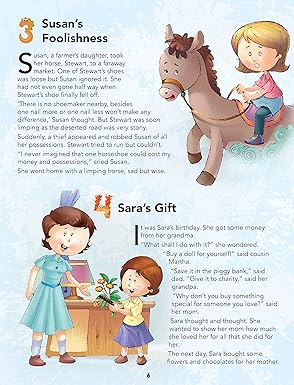 3 Susan's
Foolishness
Susan, a farmer's daughter, took
her horse, Stewart, to a faraway
market. One of Stewart's shoes
was loose but Susan ignored it. She
had not even gone half way when
Stewart's shoe finally fell off.
'There is no shoemaker nearby, besides
one nail more or one nail less won't make any
difference,' Susan thought. But Stewart was soon
limping as the deserted road was very stony.
Suddenly, a thief appeared and robbed Susan of all
her possessions. Stewart tried to run but couldn't.
"I never imagined that one horseshoe could cost my
money and possessions," cried Susan.
She went home with a limping horse, sad but wise.
4 Sara's Gift
It was Sara's birthday. She got some money
from her grandma.
"What shall I do with it?" she wondered.
"Buy a doll for yourself!" said cousin
Martha.
"Save it in the piggy bank," said
dad. "Give it to charity," said her
grandpa.
"Why don't you buy something
special for someone you love?" said
her mom.
Sara thought and thought. She
wanted to show her mom how much
she loved her for all that she did for
her.
The next day, Sara bought some
flowers and chocolates for her mother.
6